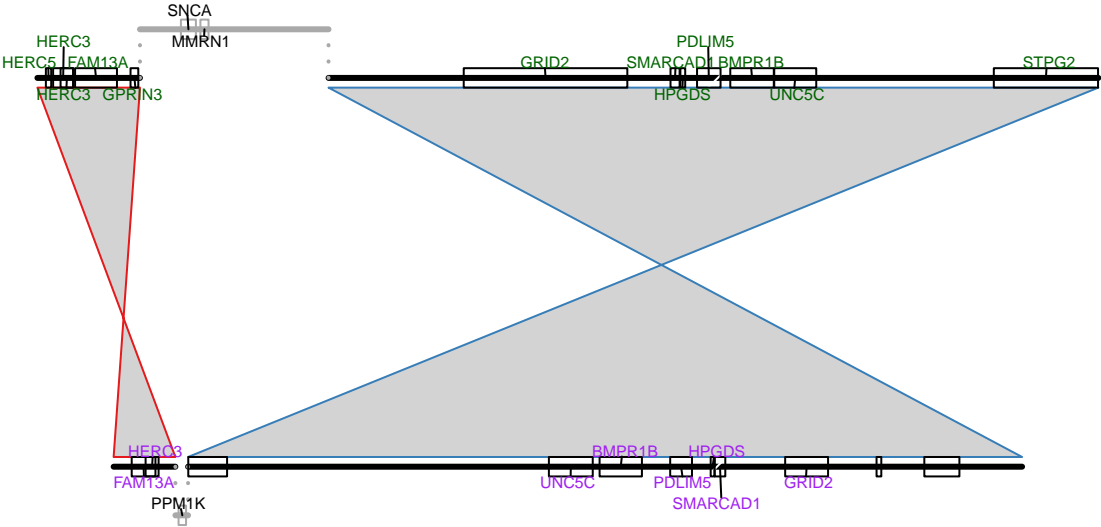 SNCA
MMRN1
HERC3
PDLIM5
HERC5
FAM13A
GRID2
SMARCAD1
BMPR1B
STPG2
HERC3
GPRIN3
HPGDS
UNC5C
HERC3
BMPR1B
HPGDS
FAM13A
UNC5C
PDLIM5
GRID2
PPM1K
SMARCAD1